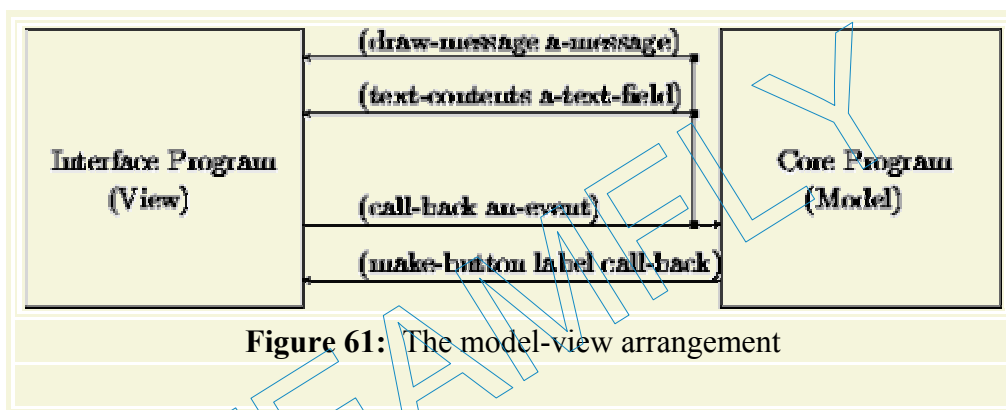 (draw-message a-message)
(text-contents a-text-field)
Interface Program
(View)
Core Program
(Model)
(call-back an-event)
(make-button label call-back)
Figure 61: The model-view arrangement
EAMFLY